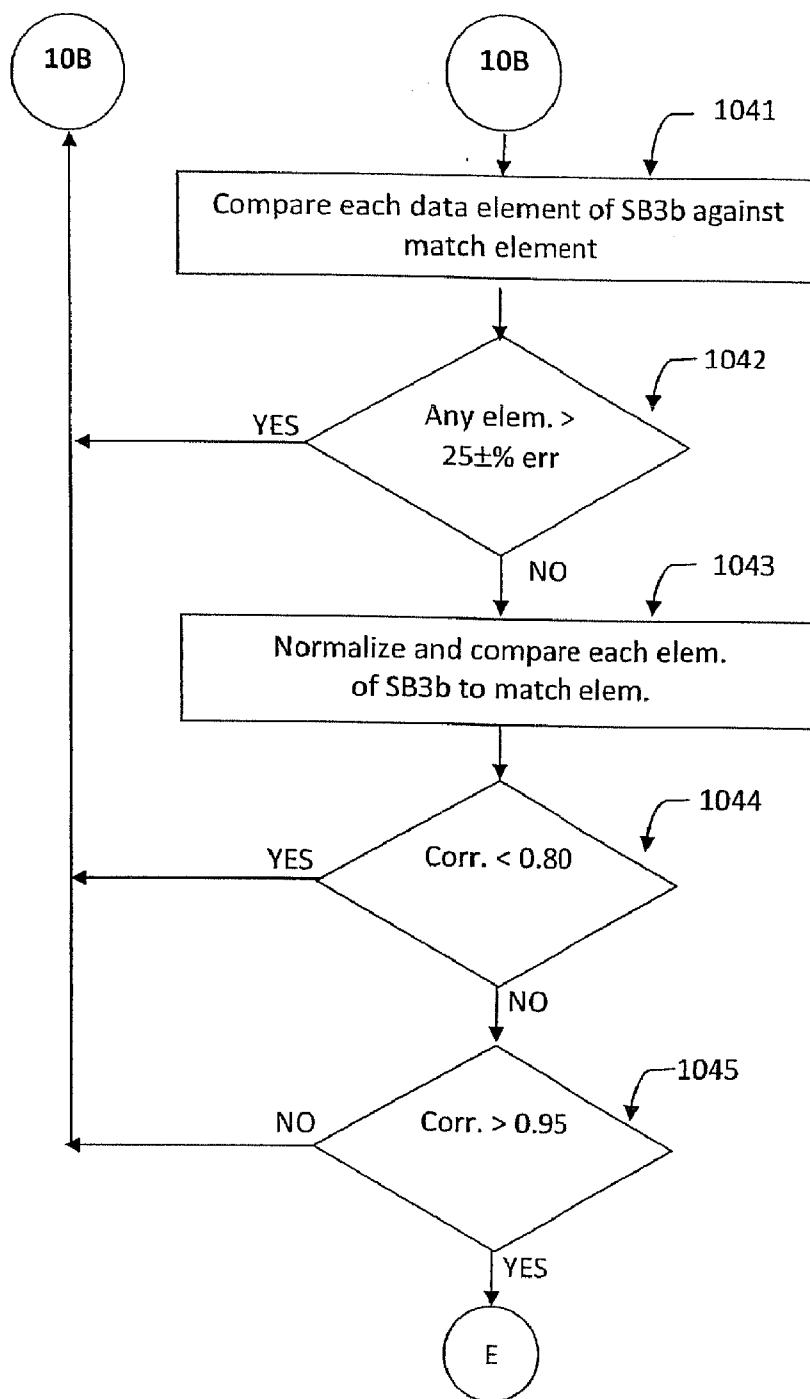 10B
10B
1041
Compare each data element of SB3b against
match element
1042
Any elem. >
25±% err
YES
NO
1043
Normalize and compare each elem.
of SB3b to match elem.
1044
Corr. < 0.80
YES
NO
1045
Corr. > 0.95
NO
YES
E